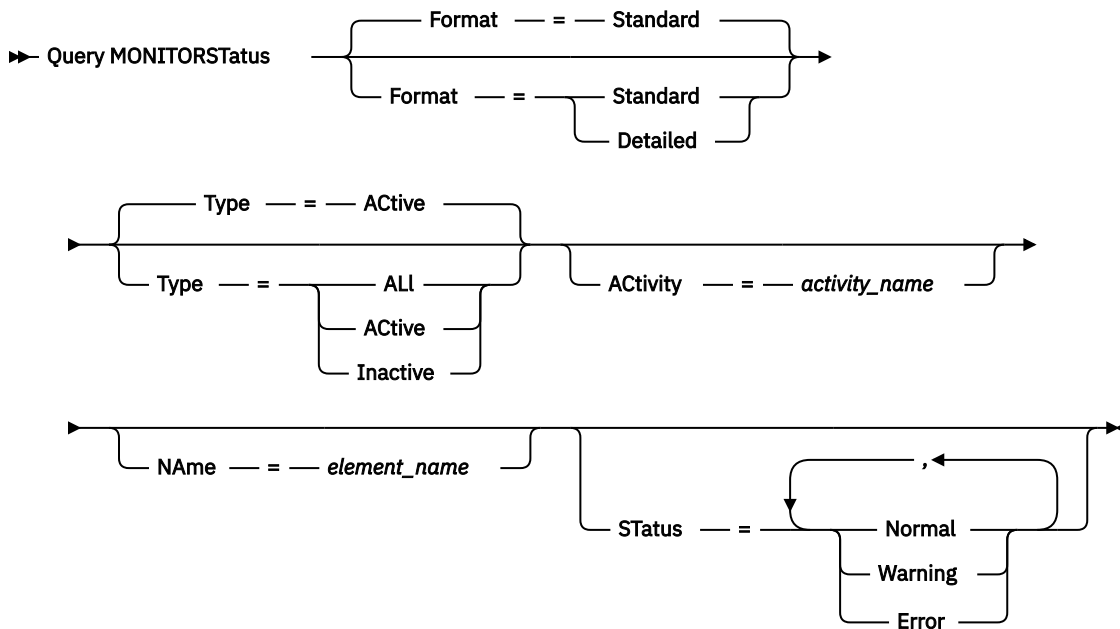 Format = Standard
Query MONITORSTatus
Format = Standard
Detailed
Type = ACtive
Type = ALl
ACtive
Inactive
ACtivity = activity_name
NAme = element_name
,
STatus = Normal
Warning
Error